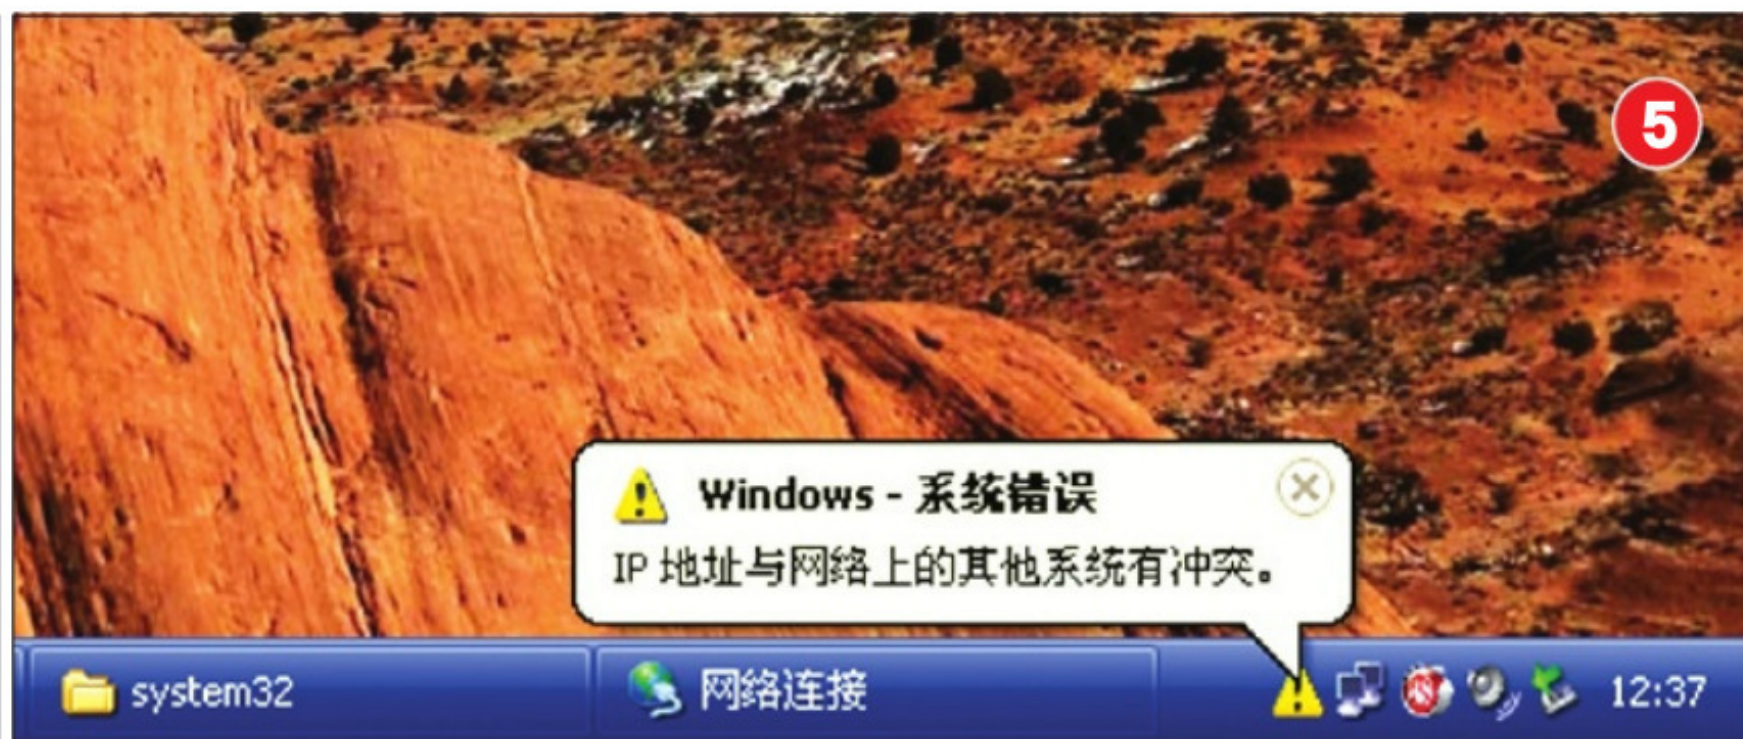 5
Windows - 系统错误
IP 地址与网络上的其他系统有冲突。
system32
网络连接
12:37